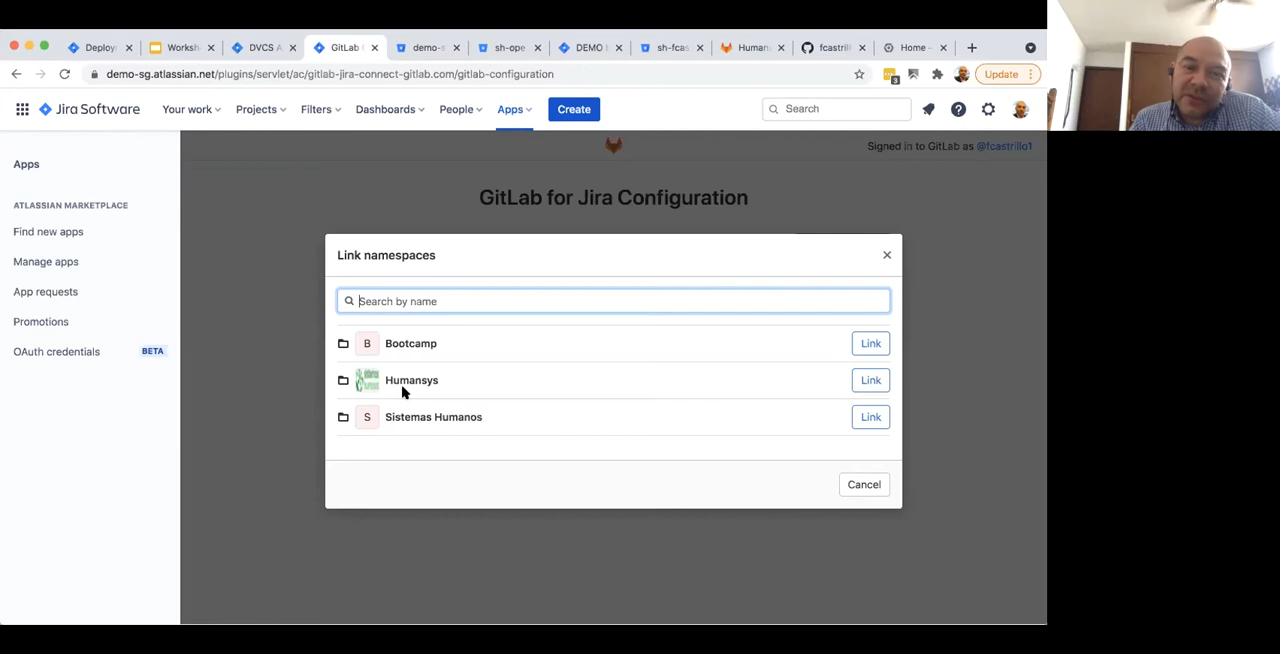 Deploy
Worksh
DVCS A
GitLab
demo-s
sh-ope
DEMO
sh-fcas
Human
fcastril
Home –
demo-sg.atlassian.net/plugins/servlet/ac/gitlab-jira-connect-gitlab.com/gitlab-configuration
3
Update
Jira Software
Your work
Projects
Filters
Dashboards
People
Apps
Create
Search
Apps
Signed in to GitLab as @fcastrillo1
ATLASSIAN MARKETPLACE
Find new apps
Manage apps
App requests
Promotions
OAuth credentials BETA
GitLab for Jira Configuration
Link namespaces
Search by name
B Bootcamp Link
Humansys Link
S Sistemas Humanos Link
Cancel